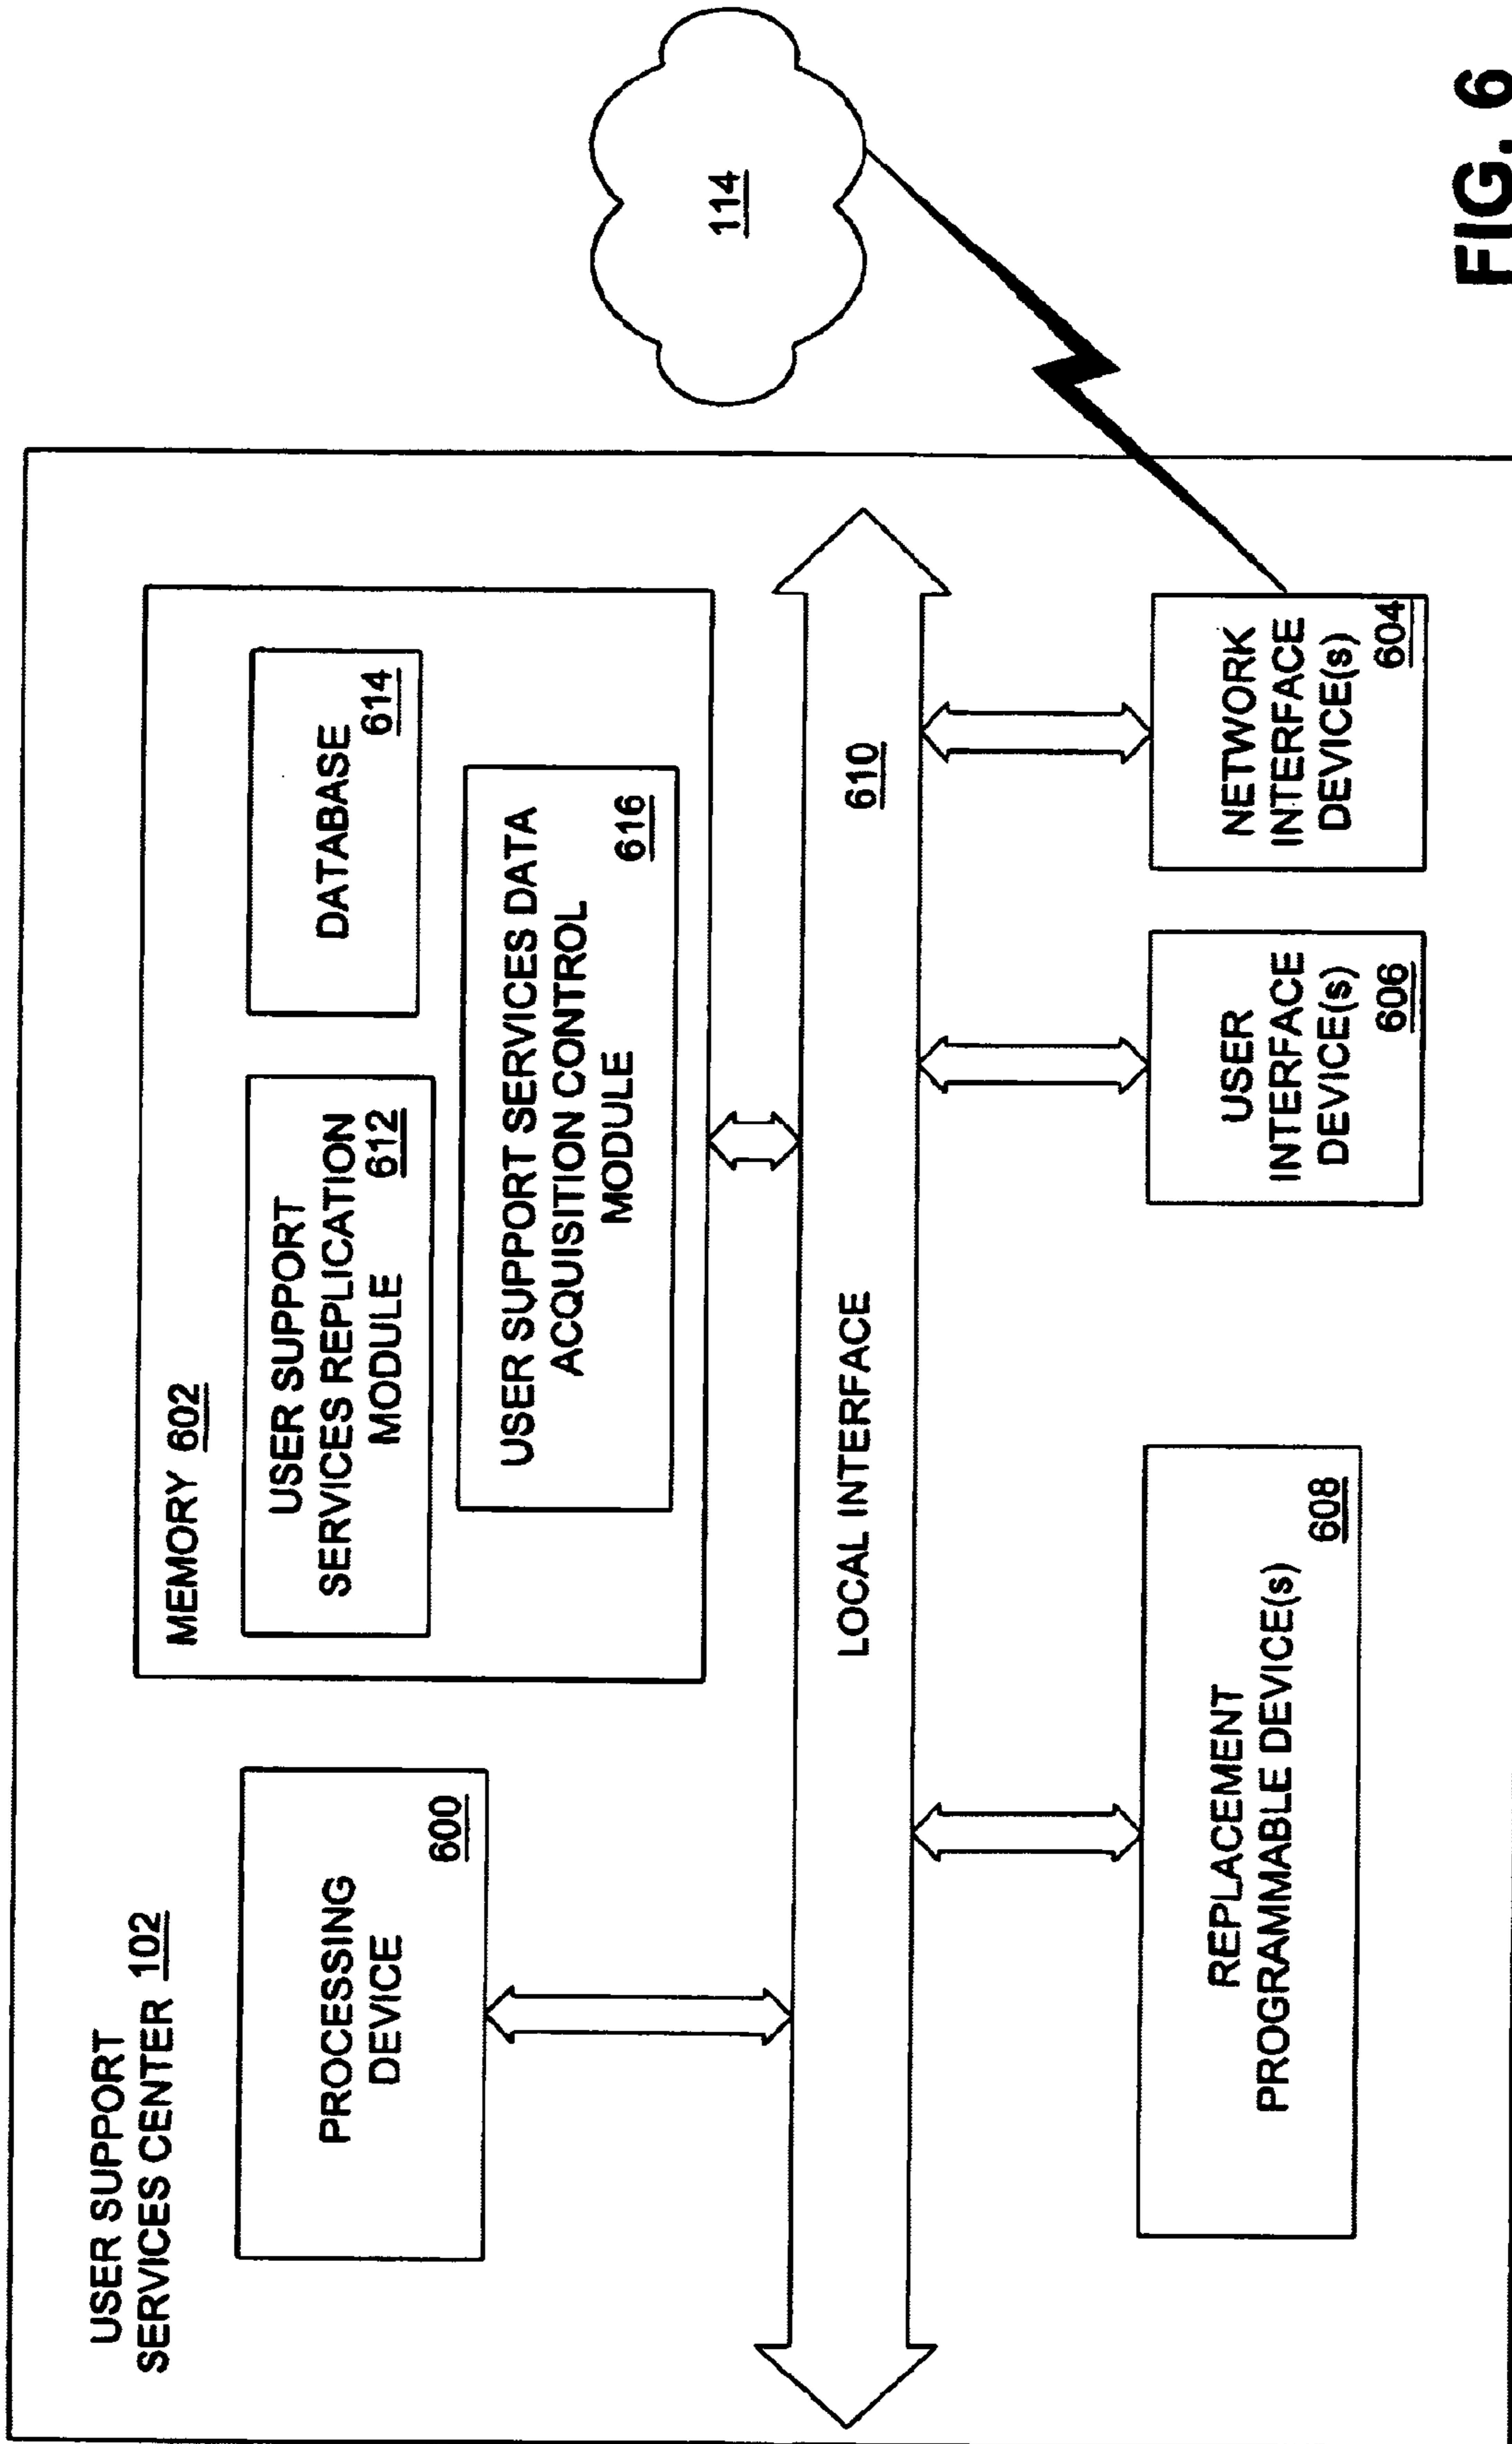 USER SUPPORT
SERVICES CENTER 102
PROCESSING
DEVICE
600
MEMORY 602
USER SUPPORT
SERVICES REPLICATION
MODULE
612
DATABASE
614
USER SUPPORT SERVICES DATA
ACQUISITION CONTROL
MODULE
616
LOCAL INTERFACE
610
REPLACEMENT
PROGRAMMABLE DEVICE(s)
608
USER
INTERFACE
DEVICE(s)
606
NETWORK
INTERFACE
DEVICE(s)
604
114
FIG. 6